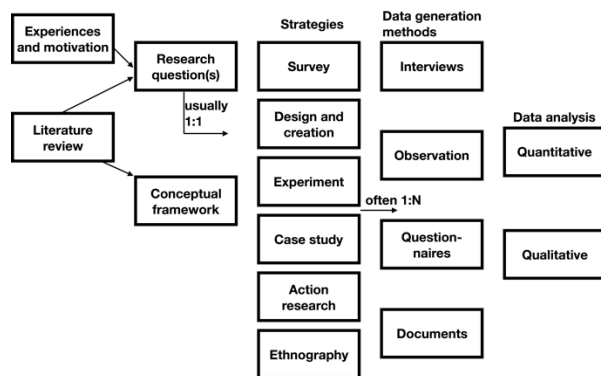 Experiences
and motivation
Literature
review
Research
question(s)
usually
1:1
Conceptual
framework
Strategies
Survey
Design and
creation
Experiment
Case study
Action
research
Ethnography
often 1:N
Data generation
methods
Interviews
Observation
Question-
naires
Documents
Data analysis
Quantitative
Qualitative